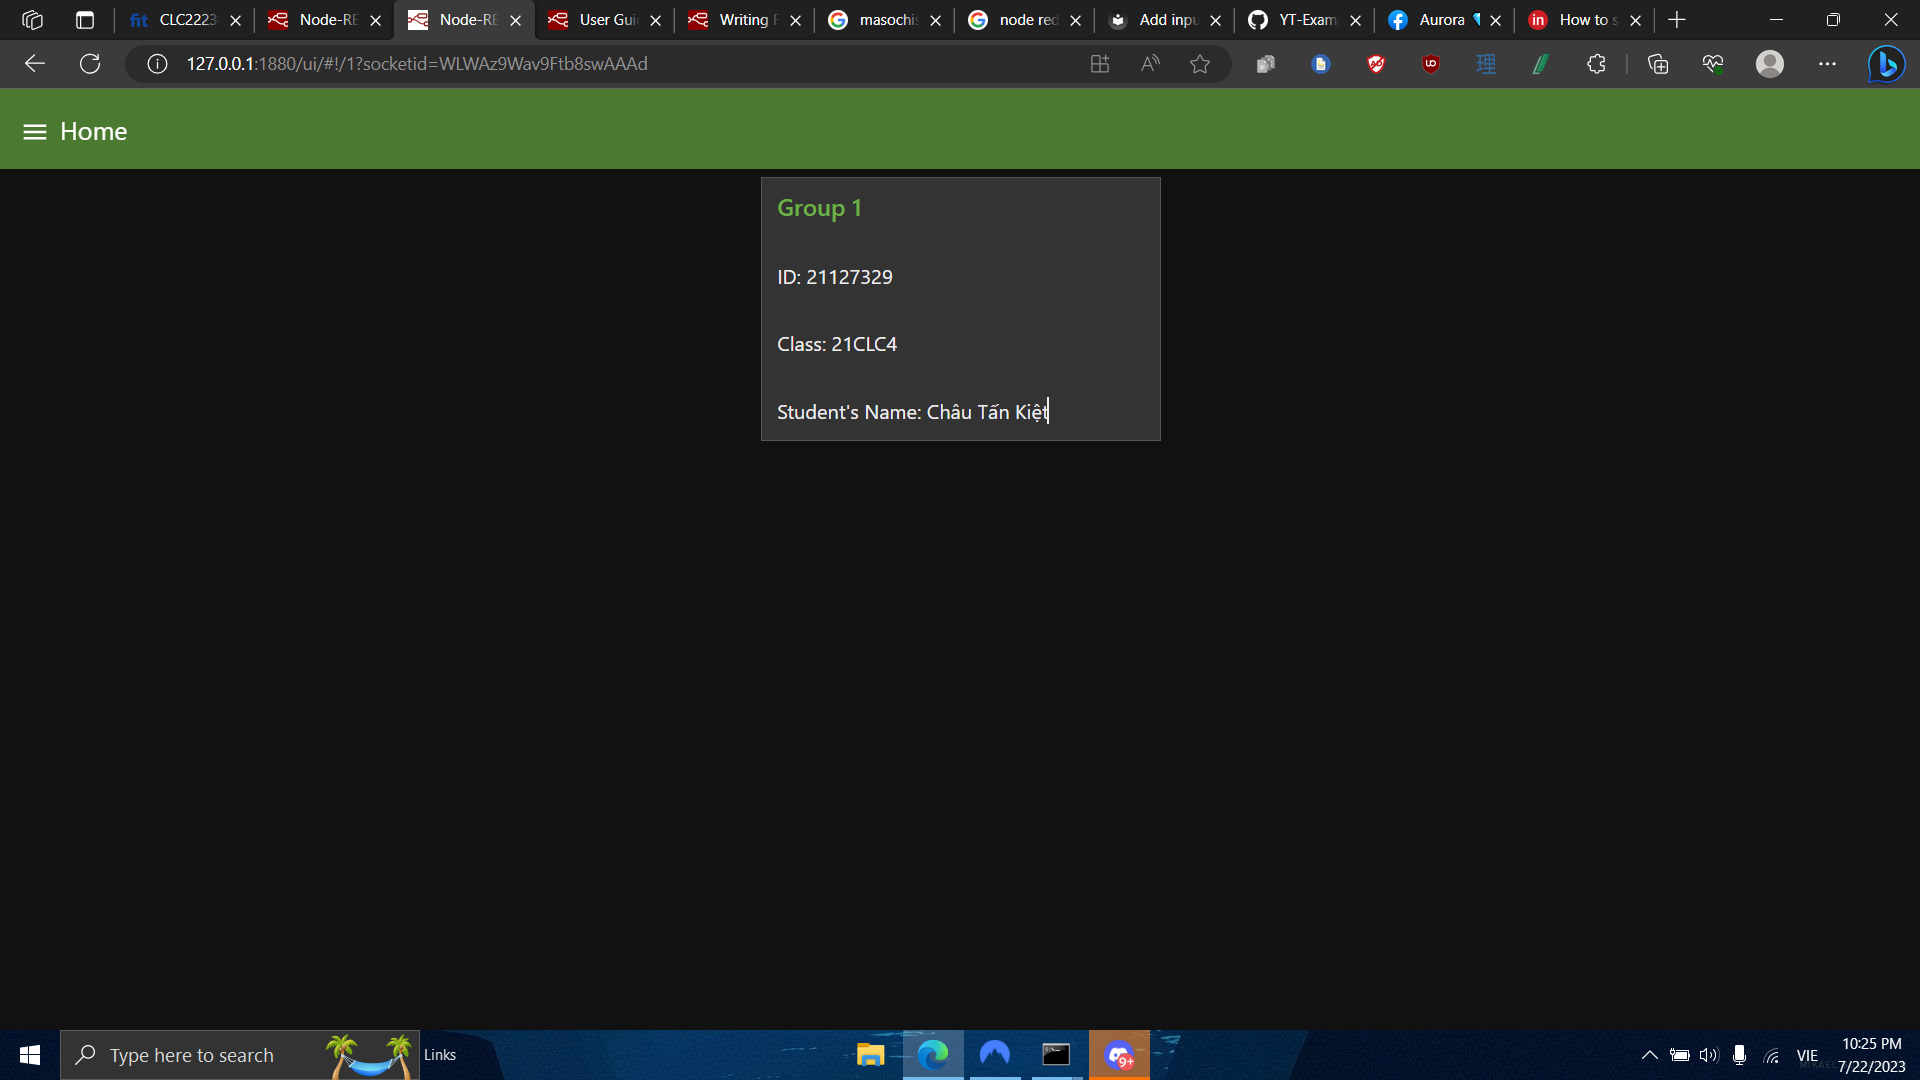 CLC2223
Node-RE
Node-RE
User Gui
Writing F
masochis
node red
Add inpu
YT-Exam
Aurora
How to s
127.0.0.1:1880/ui/#!/1?socketid=WLWAz9Wav9Ftb8swAAAd
Home
Group 1
ID: 21127329
Class: 21CLC4
Student's Name: Châu Tấn Kiệt
Type here to search
Links
9+
VIE
10:25 PM
7/22/2023